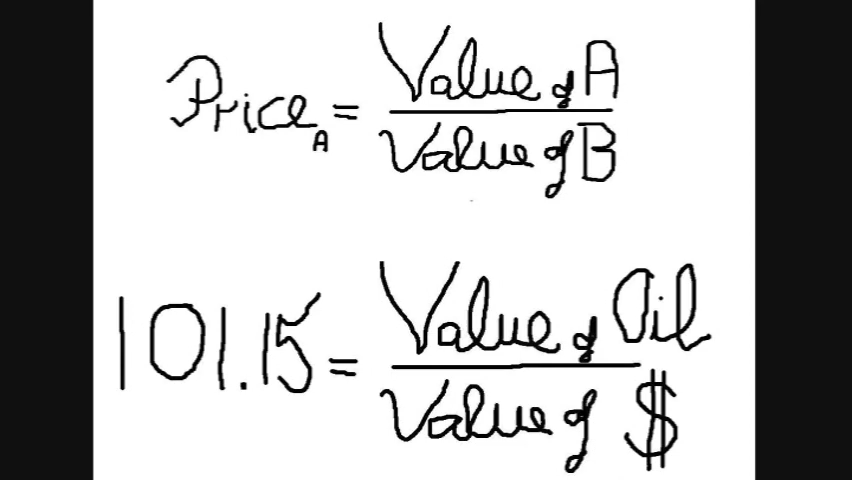 Price A = Value of A
Value of B
101.15 = Value of Oil
Value of $